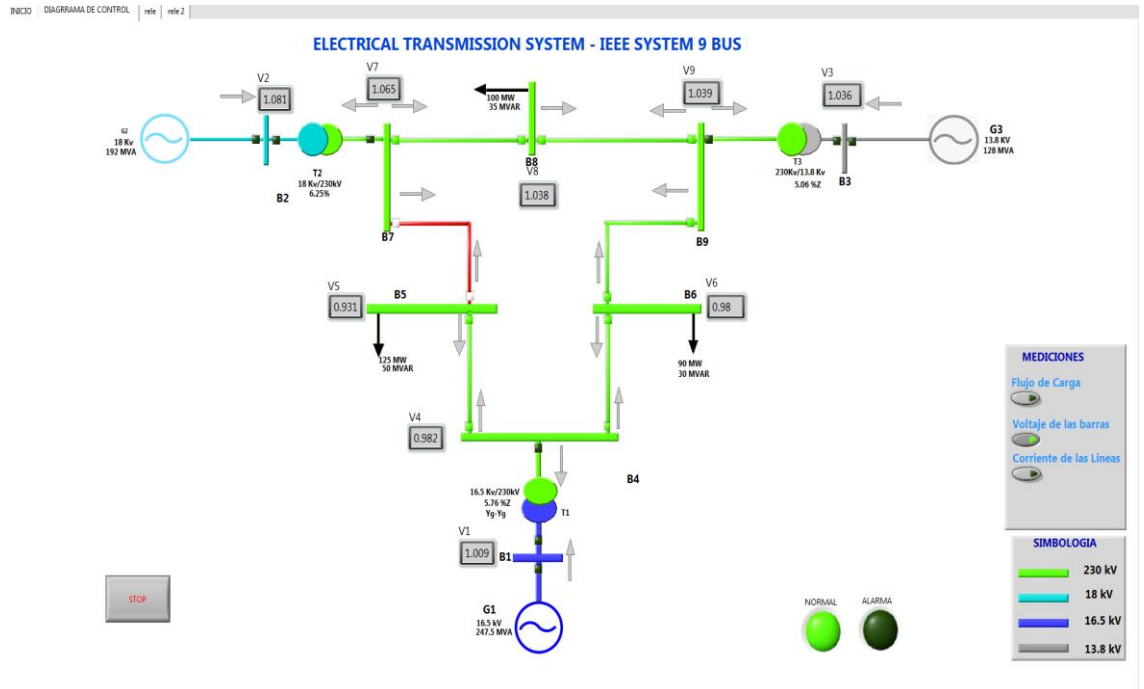 INICIO DIAGRRAMA DE CONTROL rele rele 2
ELECTRICAL TRANSMISSION SYSTEM - IEEE SYSTEM 9 BUS
V2
1.081
V7
1.065
V9
1.039
V3
1.036
100 MW
35 MVAR
G2
18 Kv
192 MVA
G3
13.8 KV
128 MVA
B2
T2
18 Kv/230kV
6.25%
B8
V8
1.038
T3
230Kv/13.8 Kv
5.06 %Z
B3
B7
B9
V5
0.931
B5
B6
V6
0.98
125 MW
50 MVAR
90 MW
30 MVAR
V4
0.982
B4
16.5 Kv/230kV
5.76 %Z
Yg-Yg
T1
V1
1.009
B1
G1
16.5 kV
247.5 MVA
STOP
NORMAL
ALARMA
MEDICIONES
Flujo de Carga
Voltaje de las barras
Corriente de las Lineas
SIMBOLOGIA
230 kV
18 kV
16.5 kV
13.8 kV